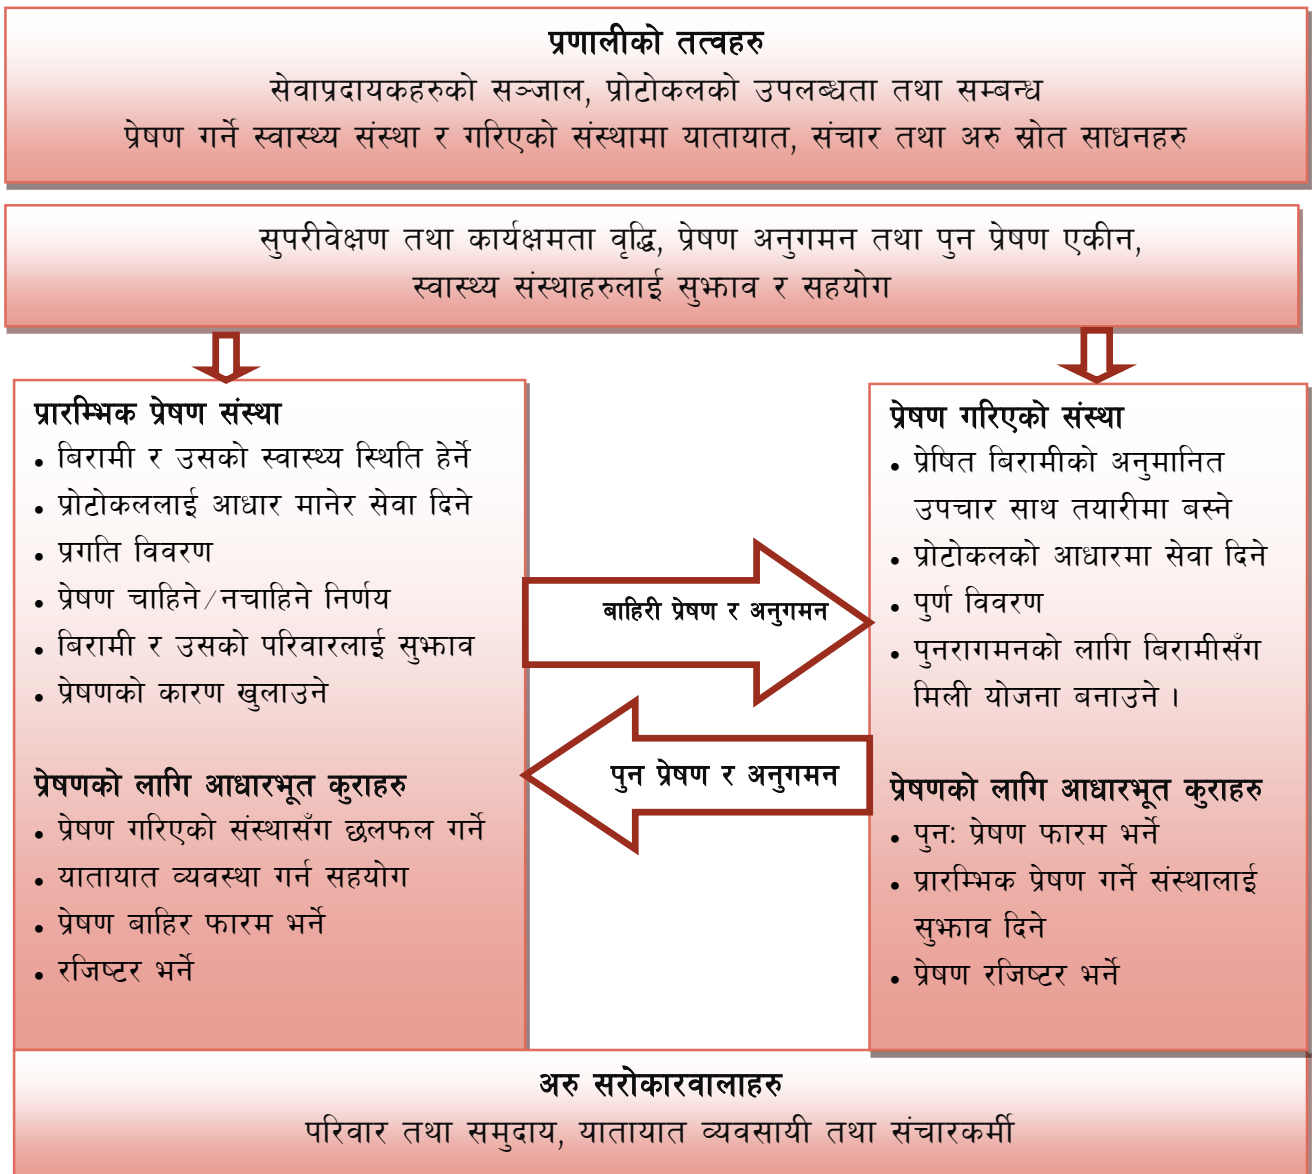 प्रणालीको तत्वहरु
सेवाप्रदायकहरुको सञ्जाल, प्रोटोकलको उपलब्धता तथा सम्बन्ध
प्रेषण गर्ने स्वास्थ्य संस्था र गरिएको संस्थामा यातायात, संचार तथा अरु स्रोत साधनहरु
सुपरीवेक्षण तथा कार्यक्षमता वृद्धि, प्रेषण अनुगमन तथा पुन प्रेषण एकीन,
स्वास्थ्य संस्थाहरुलाई सुझाव र सहयोग
प्रारम्भिक प्रेषण संस्था
• बिरामी र उसको स्वास्थ्य स्थिति हेर्ने
• प्रोटोकललाई आधार मानेर सेवा दिने
• प्रगति विवरण
• प्रेषण चाहिने/नचाहिने निर्णय
• बिरामी र उसको परिवारलाई सुझाव
• प्रेषणको कारण खुलाउने
प्रेषणको लागि आधारभूत कुराहरु
• प्रेषण गरिएको संस्थासँग छलफल गर्ने
• यातायात व्यवस्था गर्न सहयोग
• प्रेषण बाहिर फारम भर्ने
• रजिष्टर भर्ने
बाहिरी प्रेषण र अनुगमन
पुन प्रेषण र अनुगमन
प्रेषण गरिएको संस्था
• प्रेषित बिरामीको अनुमानित
उपचार साथ तयारीमा बस्ने
• प्रोटोकलको आधारमा सेवा दिने
• पुर्ण विवरण
• पुनरागमनको लागि बिरामीसँग
मिली योजना बनाउने ।
प्रेषणको लागि आधारभूत कुराहरु
• पुनः प्रेषण फारम भर्ने
• प्रारम्भिक प्रेषण गर्ने संस्थालाई
सुझाव दिने
• प्रेषण रजिष्टर भर्ने
अरु सरोकारवालाहरु
परिवार तथा समुदाय, यातायात व्यवसायी तथा संचारकर्मी